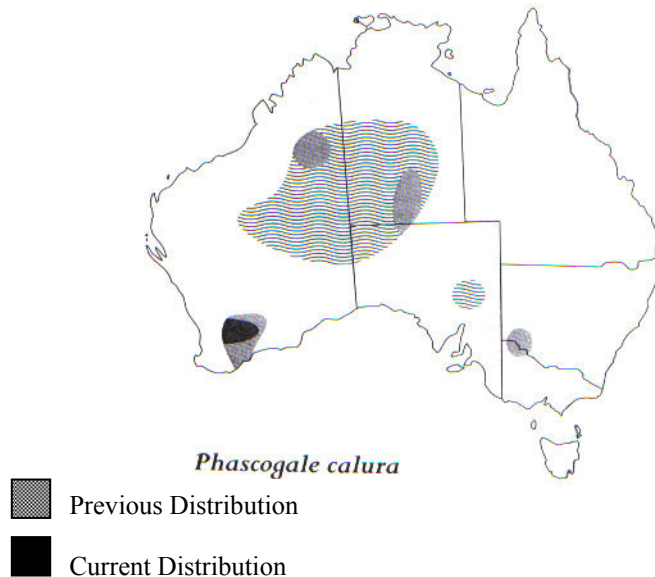 Phascogale calura
Previous Distribution
Current Distribution